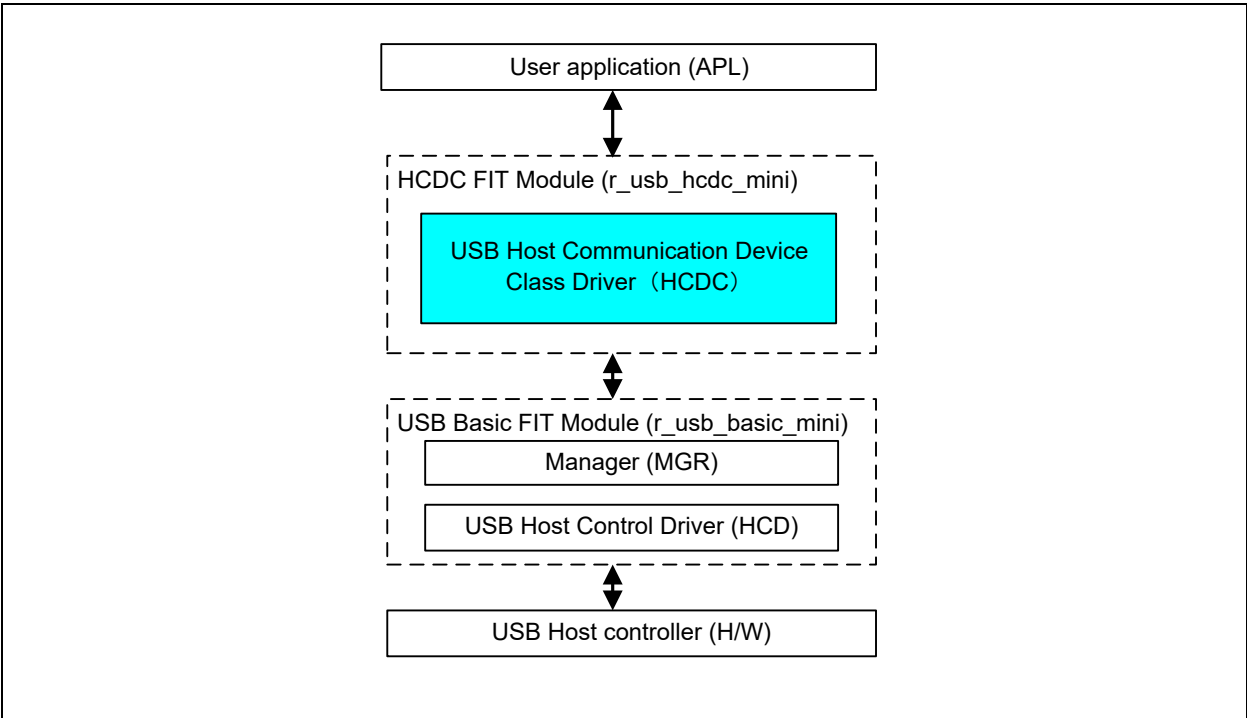 User application (APL)
HCDC FIT Module (r_usb_hcdc_mini)
USB Host Communication Device
Class Driver（HCDC）
USB Basic FIT Module (r_usb_basic_mini)
Manager (MGR)
USB Host Control Driver (HCD)
USB Host controller (H/W)